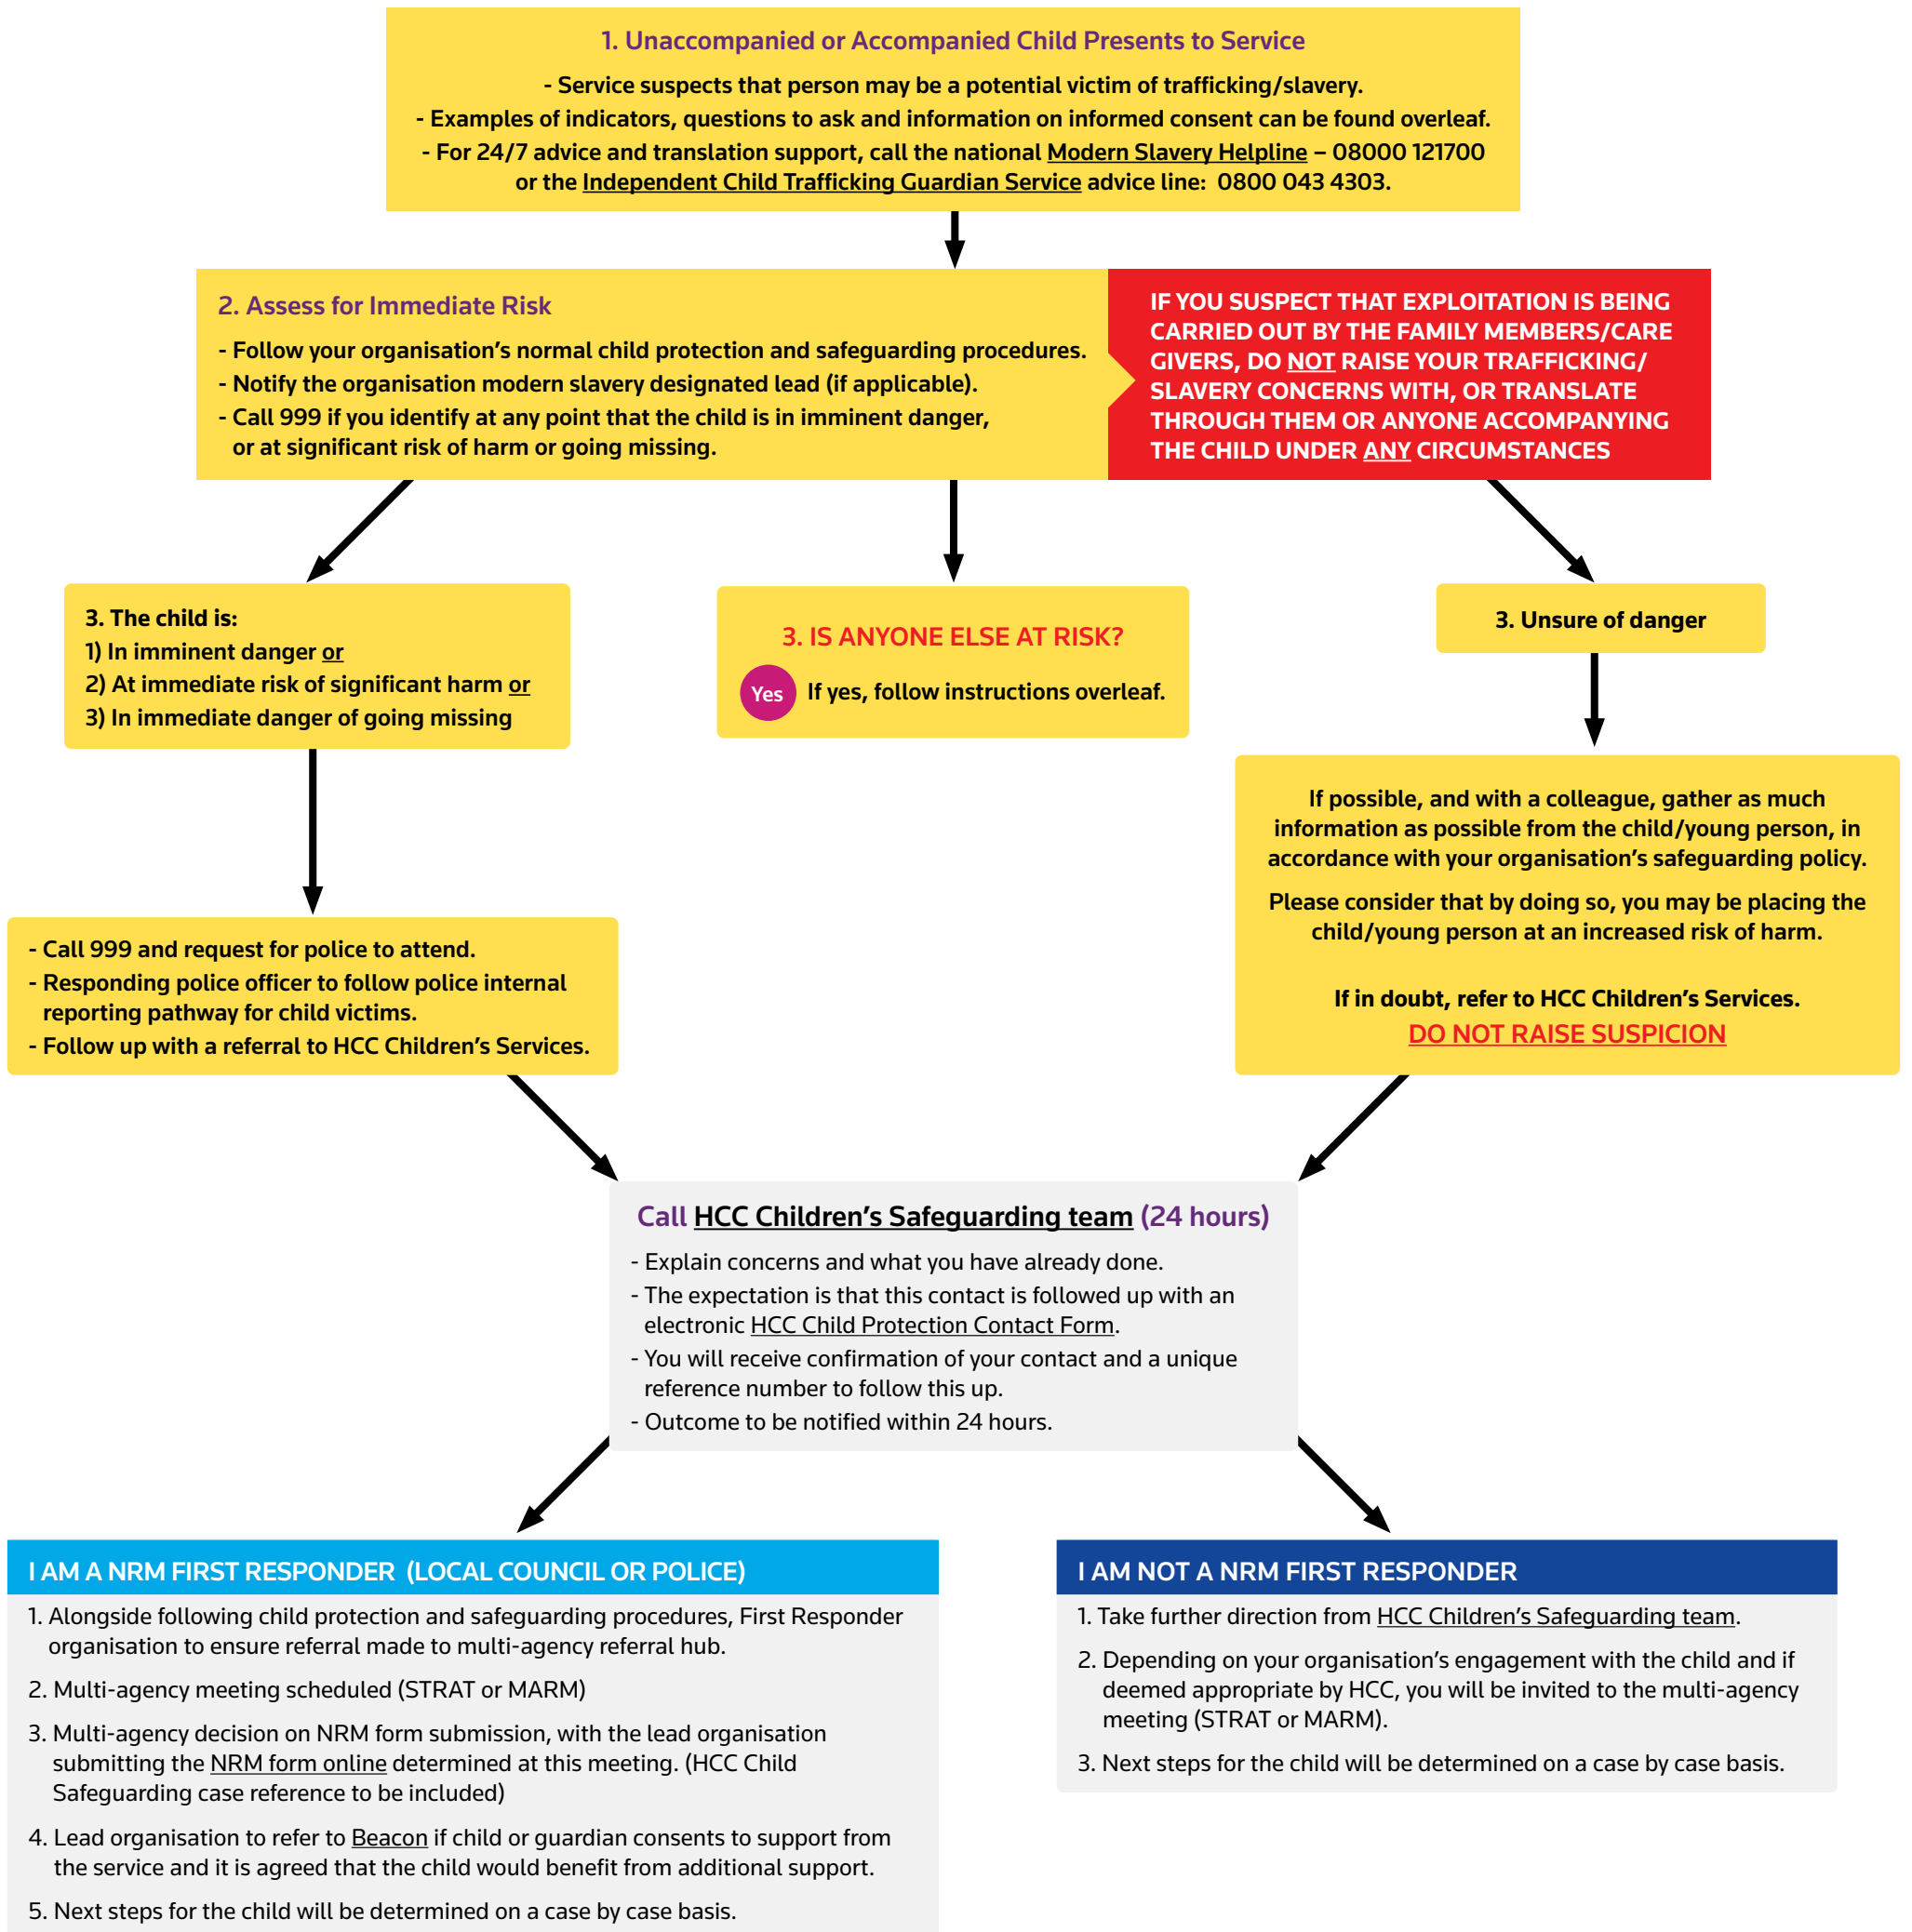 1. Unaccompanied or Accompanied Child Presents to Service
- Service suspects that person may be a potential victim of trafficking/slavery.
- Examples of indicators, questions to ask and information on informed consent can be found overleaf.
- For 24/7 advice and translation support, call the national Modern Slavery Helpline – 08000 121700
or the Independent Child Trafficking Guardian Service advice line: 0800 043 4303.
2. Assess for Immediate Risk
- Follow your organisation’s normal child protection and safeguarding procedures.
- Notify the organisation modern slavery designated lead (if applicable).
- Call 999 if you identify at any point that the child is in imminent danger,
or at significant risk of harm or going missing.
IF YOU SUSPECT THAT EXPLOITATION IS BEING
CARRIED OUT BY THE FAMILY MEMBERS/CARE
GIVERS, DO NOT RAISE YOUR TRAFFICKING/
SLAVERY CONCERNS WITH, OR TRANSLATE
THROUGH THEM OR ANYONE ACCOMPANYING
THE CHILD UNDER ANY CIRCUMSTANCES
3. The child is:
1) In imminent danger or
2) At immediate risk of significant harm or
3) In immediate danger of going missing
3. IS ANYONE ELSE AT RISK?
Yes If yes, follow instructions overleaf.
3. Unsure of danger
If possible, and with a colleague, gather as much
information as possible from the child/young person, in
accordance with your organisation’s safeguarding policy.
Please consider that by doing so, you may be placing the
child/young person at an increased risk of harm.
If in doubt, refer to HCC Children’s Services.
DO NOT RAISE SUSPICION
- Call 999 and request for police to attend.
- Responding police officer to follow police internal
reporting pathway for child victims.
- Follow up with a referral to HCC Children’s Services.
Call HCC Children’s Safeguarding team (24 hours)
- Explain concerns and what you have already done.
- The expectation is that this contact is followed up with an
electronic HCC Child Protection Contact Form.
- You will receive confirmation of your contact and a unique
reference number to follow this up.
- Outcome to be notified within 24 hours.
I AM A NRM FIRST RESPONDER (LOCAL COUNCIL OR POLICE)
1. Alongside following child protection and safeguarding procedures, First Responder
organisation to ensure referral made to multi-agency referral hub.
2. Multi-agency meeting scheduled (STRAT or MARM)
3. Multi-agency decision on NRM form submission, with the lead organisation
submitting the NRM form online determined at this meeting. (HCC Child
Safeguarding case reference to be included)
4. Lead organisation to refer to Beacon if child or guardian consents to support from
the service and it is agreed that the child would benefit from additional support.
5. Next steps for the child will be determined on a case by case basis.
I AM NOT A NRM FIRST RESPONDER
1. Take further direction from HCC Children’s Safeguarding team.
2. Depending on your organisation’s engagement with the child and if
deemed appropriate by HCC, you will be invited to the multi-agency
meeting (STRAT or MARM).
3. Next steps for the child will be determined on a case by case basis.